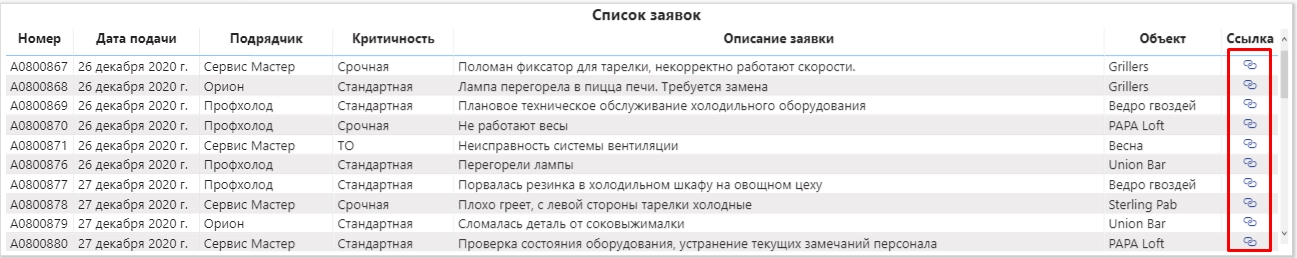 Список заявок
Номер Дата подачи Подрядчик Критичность Описание заявки Объект Ссылка
A0800867 26 декабря 2020 г. Сервис Мастер Срочная Поломан фиксатор для тарелки, некорректно работают скорости. Grillers
A0800868 26 декабря 2020 г. Орион Стандартная Лампа перегорела в пицца печи. Требуется замена Grillers
A0800869 26 декабря 2020 г. Профхолод Стандартная Плановое техническое обслуживание холодильного оборудования Ведро гвоздей
A0800870 26 декабря 2020 г. Профхолод Срочная Не работают весы PAPA Loft
A0800871 26 декабря 2020 г. Сервис Мастер ТО Неисправность системы вентиляции Весна
A0800876 26 декабря 2020 г. Профхолод Стандартная Перегорели лампы Union Bar
A0800877 27 декабря 2020 г. Профхолод Стандартная Порвалась резинка в холодильном шкафу на овощном цеху Ведро гвоздей
A0800878 27 декабря 2020 г. Сервис Мастер Срочная Плохо греет, с левой стороны тарелки холодные Sterling Pab
A0800879 27 декабря 2020 г. Орион Стандартная Сломалась деталь от соковыжималки Union Bar
A0800880 27 декабря 2020 г. Сервис Мастер Стандартная Проверка состояния оборудования, устранение текущих замечаний персонала PAPA Loft